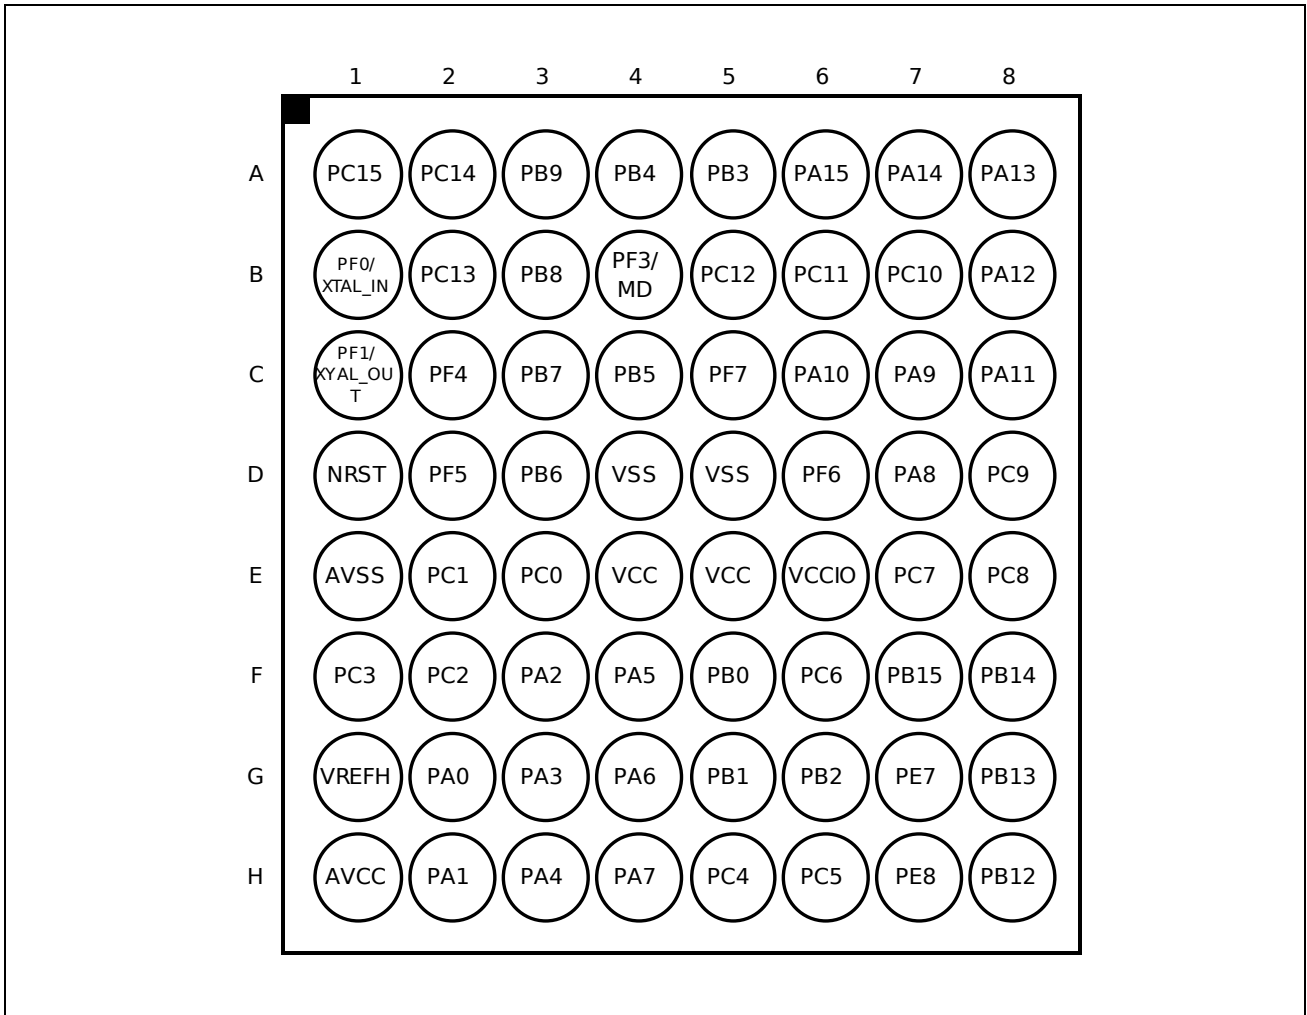 1 2 3 4 5 6 7 8
A PC15 PC14 PB9 PB4 PB3 PA15 PA14 PA13
B PF0/ XTAL_IN PC13 PB8 PF3/ MD PC12 PC11 PC10 PA12
C PF1/ XYAL_OU T PF4 PB7 PB5 PF7 PA10 PA9 PA11
D NRST PF5 PB6 VSS VSS PF6 PA8 PC9
E AVSS PC1 PC0 VCC VCC VCCIO PC7 PC8
F PC3 PC2 PA2 PA5 PB0 PC6 PB15 PB14
G VREFH PA0 PA3 PA6 PB1 PB2 PE7 PB13
H AVCC PA1 PA4 PA7 PC4 PC5 PE8 PB12